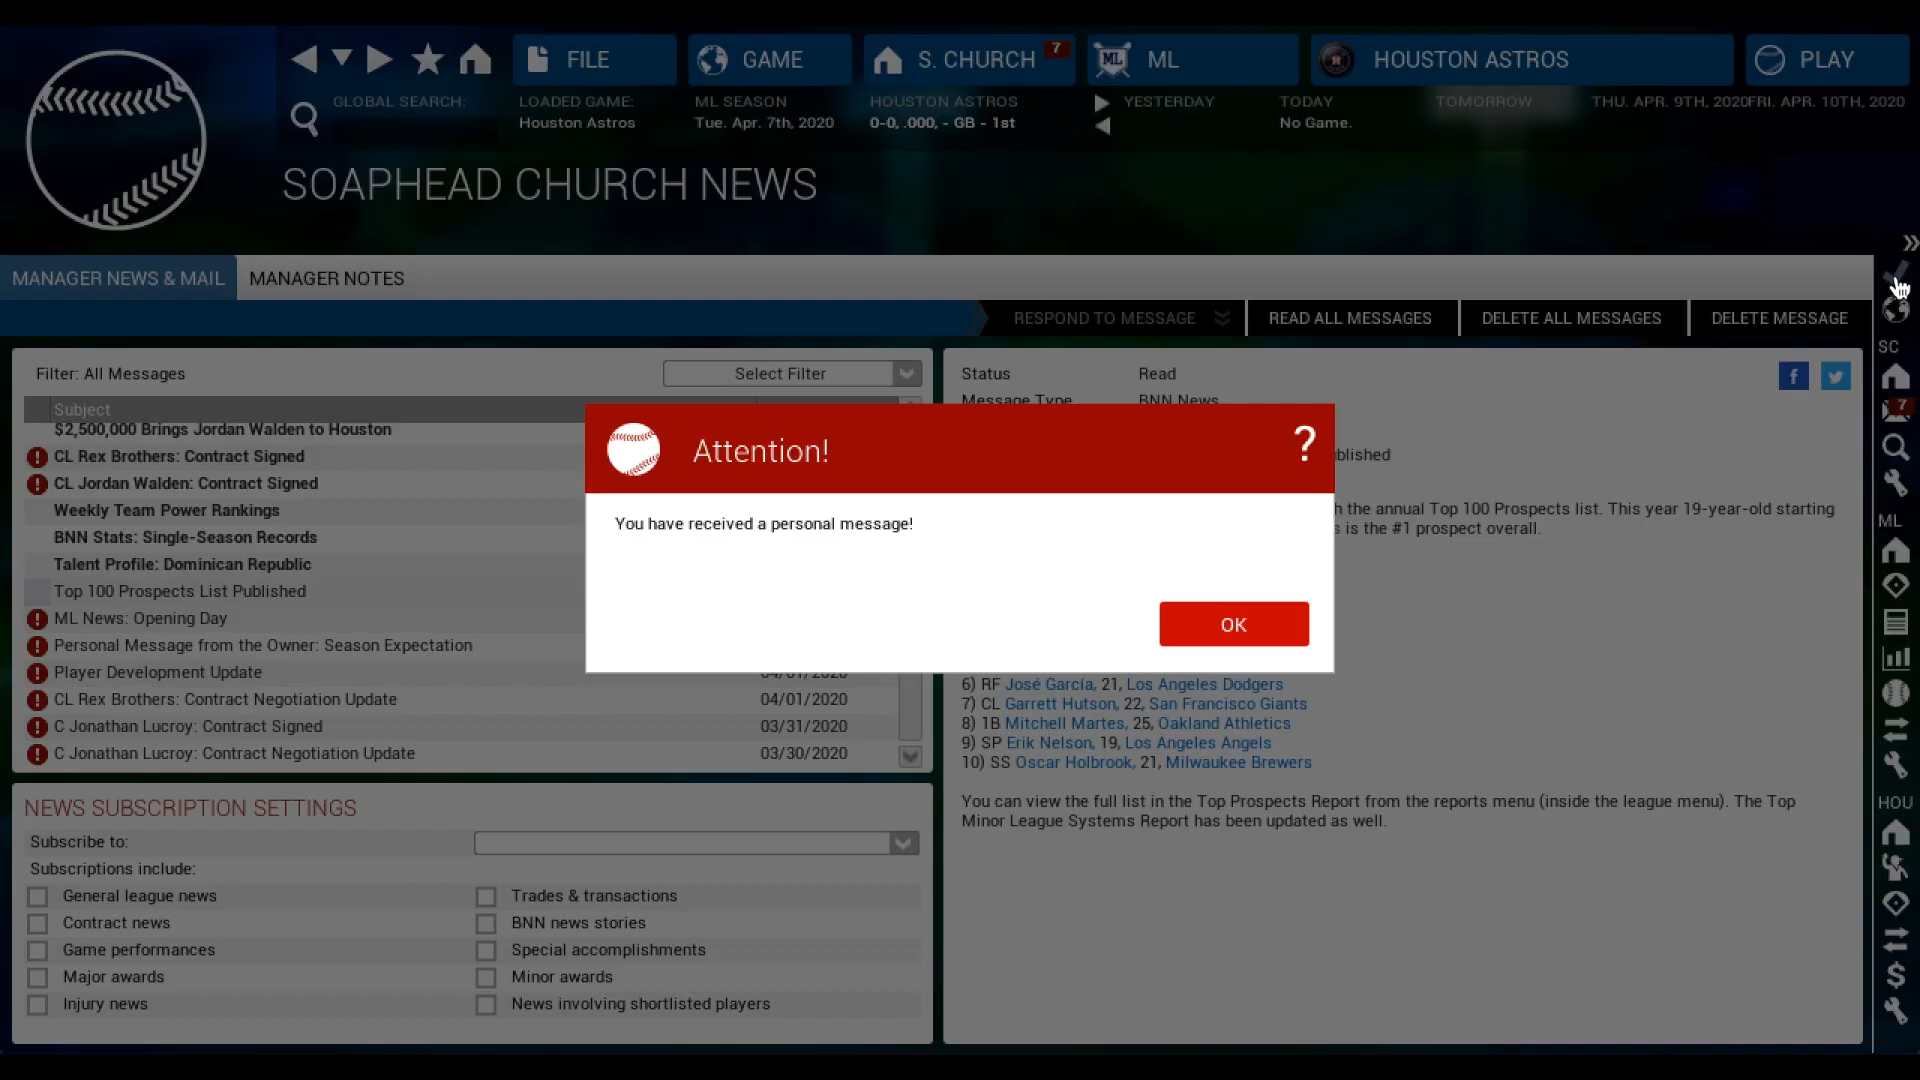 FILE
GAME
S. CHURCH 7
ML
HOUSTON ASTROS
PLAY
GLOBAL SEARCH:
LOADED GAME:
Houston Astros
ML SEASON
Tue. Apr. 7th, 2020
HOUSTON ASTROS
0-0, .000, - GB - 1st
YESTERDAY
TODAY
No Game.
TOMORROW
THU. APR. 9TH, 2020
FRI. APR. 10TH, 2020
SOAPHEAD CHURCH NEWS
MANAGER NEWS & MAIL
MANAGER NOTES
RESPOND TO MESSAGE
READ ALL MESSAGES
DELETE ALL MESSAGES
DELETE MESSAGE
Filter: All Messages
Select Filter
Subject
$2,500,000 Brings Jordan Walden to Houston
CL Rex Brothers: Contract Signed
CL Jordan Walden: Contract Signed
Weekly Team Power Rankings
BNN Stats: Single-Season Records
Talent Profile: Dominican Republic
Top 100 Prospects List Published
ML News: Opening Day
Personal Message from the Owner: Season Expectation
Player Development Update 04/01/2020
CL Rex Brothers: Contract Negotiation Update 04/01/2020
C Jonathan Lucroy: Contract Signed 03/31/2020
C Jonathan Lucroy: Contract Negotiation Update 03/30/2020
NEWS SUBSCRIPTION SETTINGS
Subscribe to:
Subscriptions include:
General league news
Trades & transactions
Contract news
BNN news stories
Game performances
Special accomplishments
Major awards
Minor awards
Injury news
News involving shortlisted players
Attention!
?
You have received a personal message!
OK
Status Read
Message Type BNN News
blished
h the annual Top 100 Prospects list. This year 19-year-old starting
s is the #1 prospect overall.
6) RF José García, 21, Los Angeles Dodgers
7) CL Garrett Hutson, 22, San Francisco Giants
8) 1B Mitchell Martes, 25, Oakland Athletics
9) SP Erik Nelson, 19, Los Angeles Angels
10) SS Oscar Holbrook, 21, Milwaukee Brewers
You can view the full list in the Top Prospects Report from the reports menu (inside the league menu). The Top
Minor League Systems Report has been updated as well.
SC
7
ML
HOU